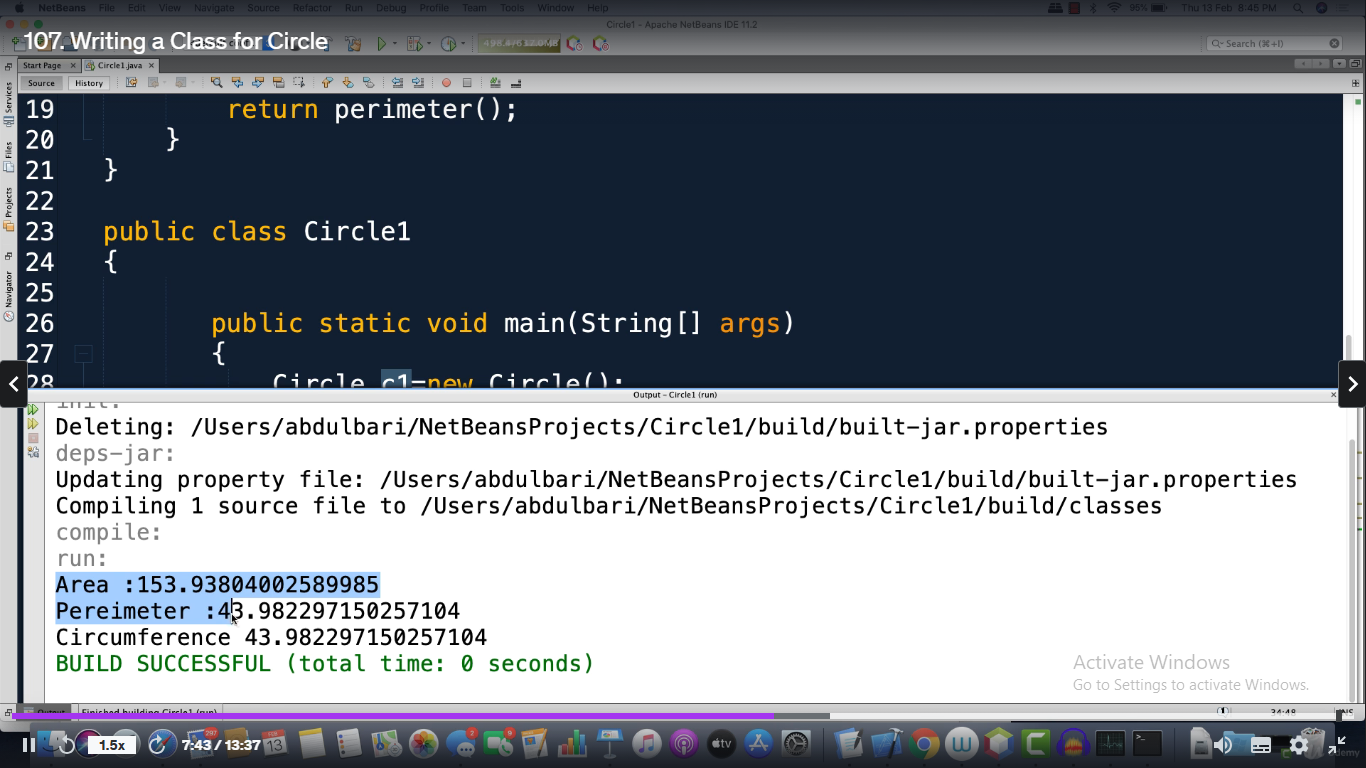 NetBeans File Edit View Navigate Source Refactor Run Debug Profile Team Tools Window Help 96% Thu 13 Feb 8:45 PM
Circle1 - Apache NetBeans IDE 11.2
107. Writing a Class for Circle
Search (⌘+I)
Start Page Circle1.java
Source History
Services
Files
Projects
Navigator
19 return perimeter();
20 }
21 }
22
23 public class Circle1
24 {
25
26 public static void main(String[] args)
27 {
28 Circle c1=new Circle();
Output - Circle1 (run)
init:
Deleting: /Users/abdulbari/NetBeansProjects/Circle1/build/built-jar.properties
deps-jar:
Updating property file: /Users/abdulbari/NetBeansProjects/Circle1/build/built-jar.properties
Compiling 1 source file to /Users/abdulbari/NetBeansProjects/Circle1/build/classes
compile:
run:
Area :153.93804002589985
Pereimeter :43.982297150257104
Circumference 43.982297150257104
BUILD SUCCESSFUL (total time: 0 seconds)
Activate Windows
Go to Settings to activate Windows.
Output Finished building Circle1 (run). 34:48 INS
1.5x 7:43 / 13:37